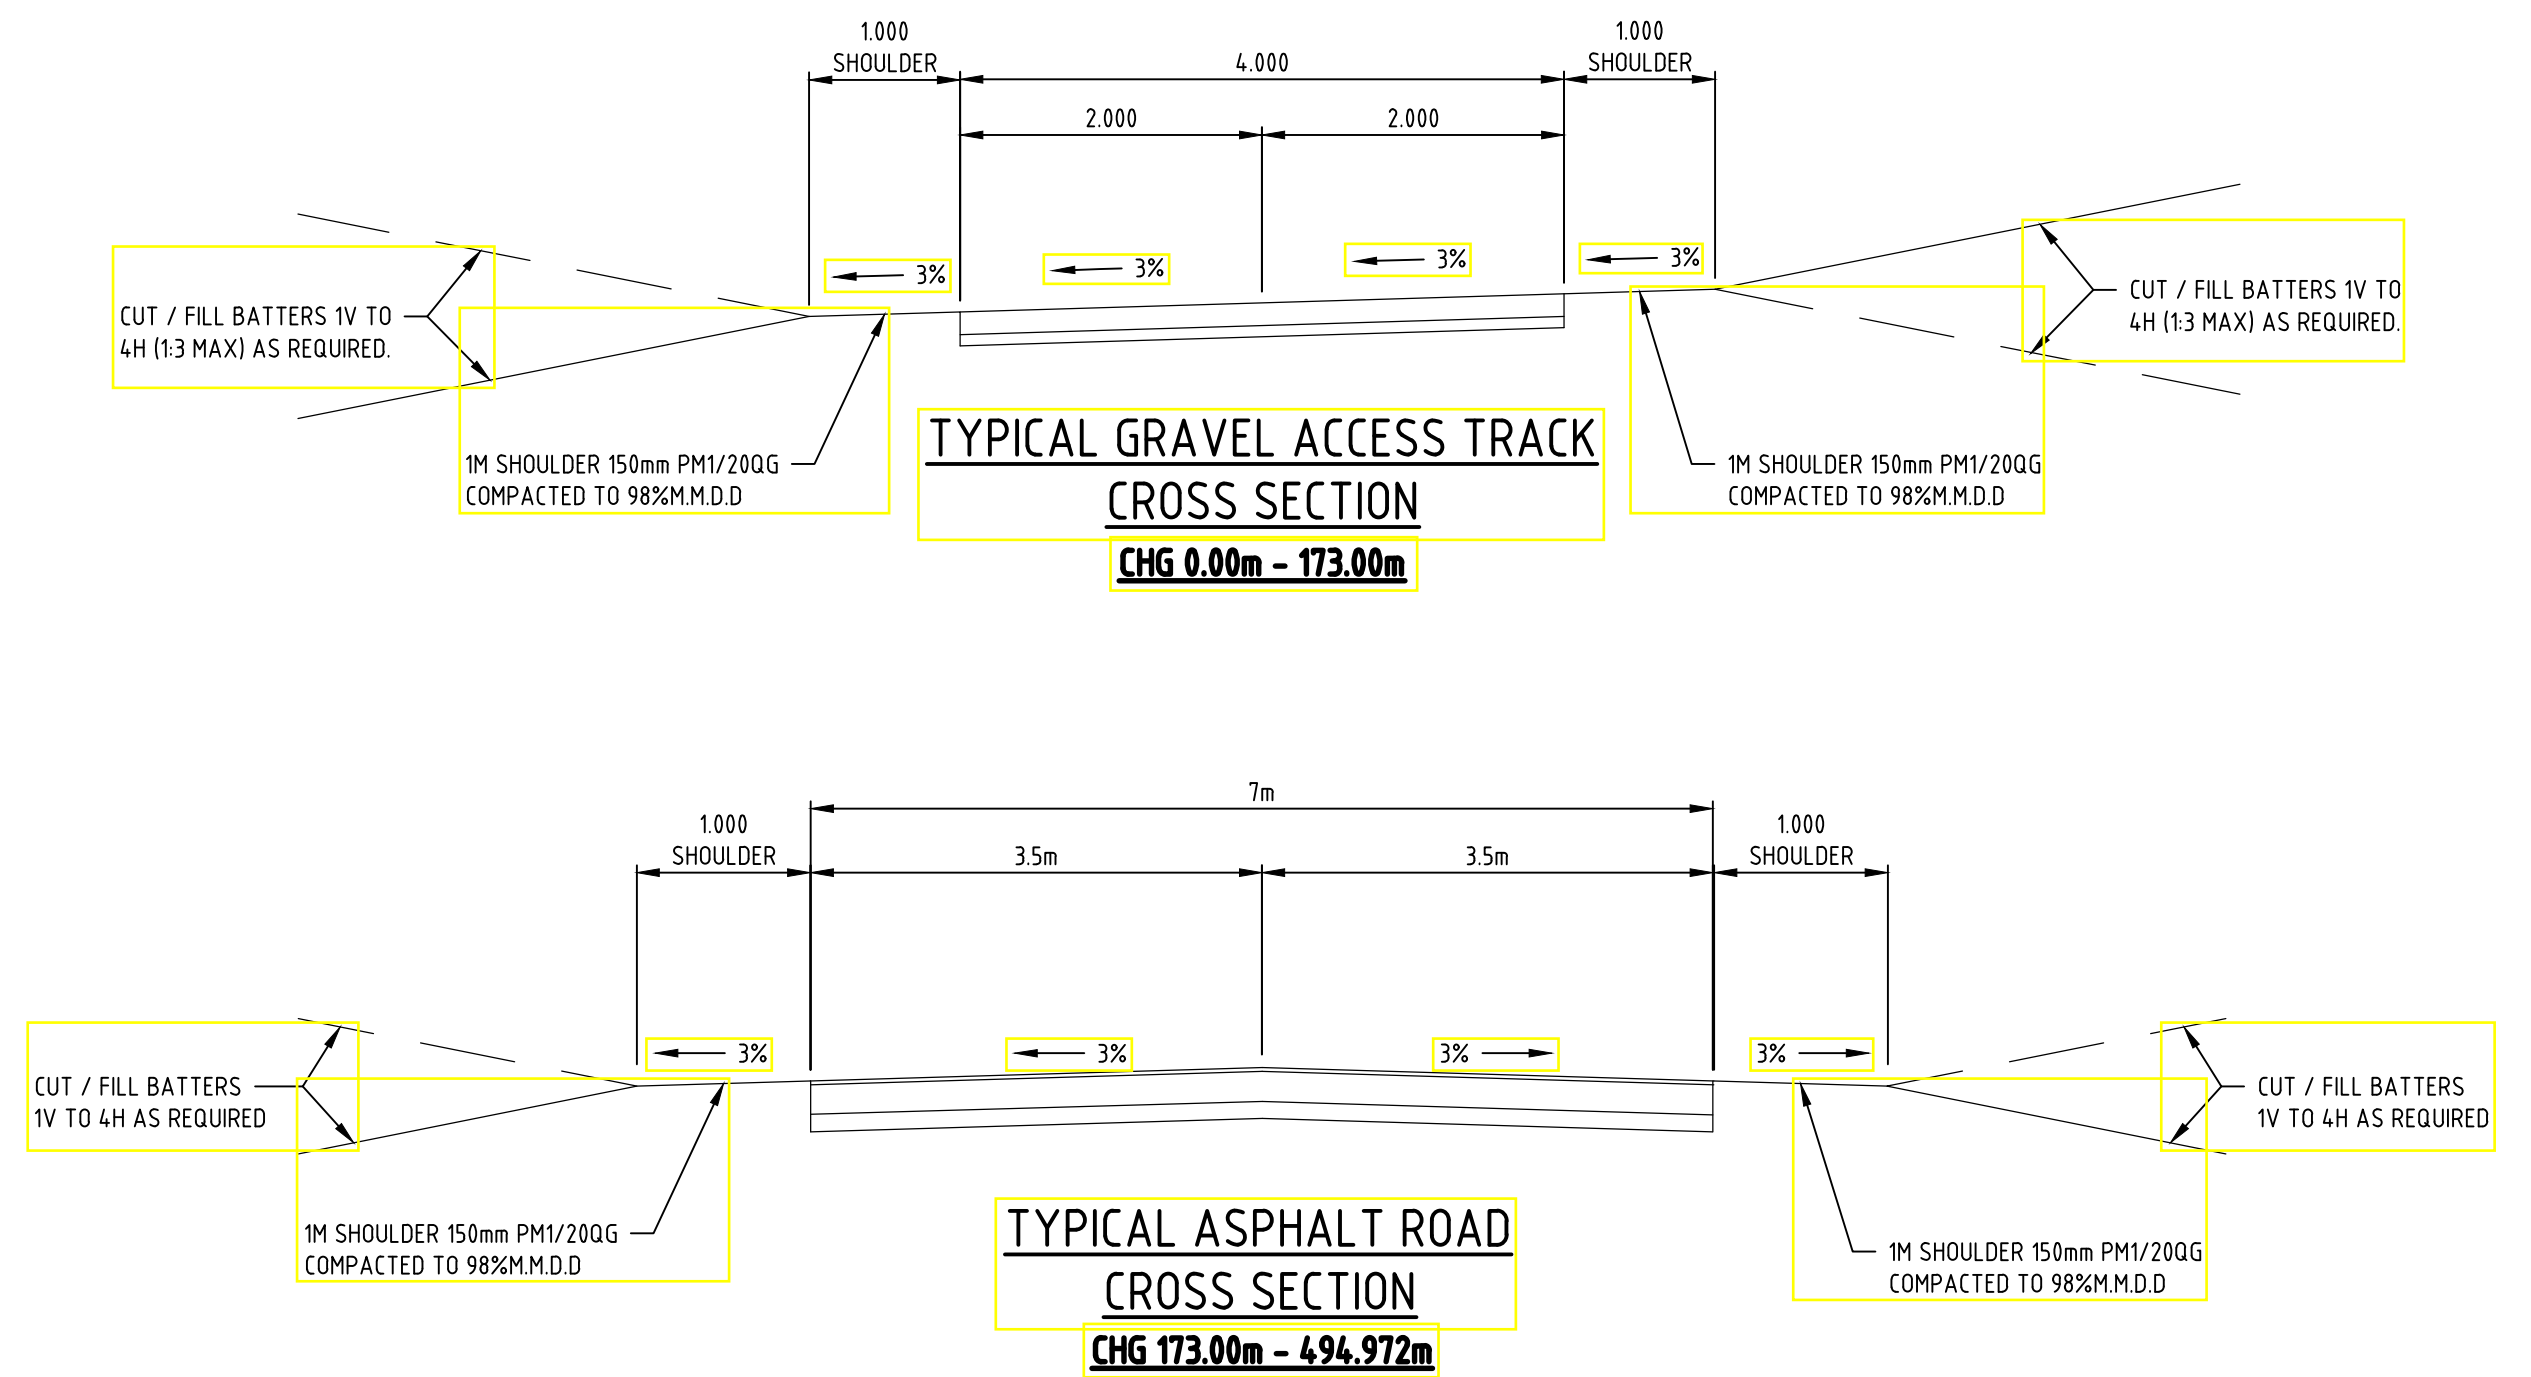 1.000
SHOULDER
4.000
1.000
SHOULDER
2.000
2.000
3%
3%
3%
3%
CUT / FILL BATTERS 1V TO
4H (1:3 MAX) AS REQUIRED.
CUT / FILL BATTERS 1V TO
4H (1:3 MAX) AS REQUIRED.
1M SHOULDER 150mm PM1/20QG
COMPACTED TO 98%M.M.D.D
1M SHOULDER 150mm PM1/20QG
COMPACTED TO 98%M.M.D.D
TYPICAL GRAVEL ACCESS TRACK
CROSS SECTION
CHG 0.00m - 173.00m
7m
1.000
SHOULDER
3.5m
3.5m
1.000
SHOULDER
3%
3%
3%
3%
CUT / FILL BATTERS
1V TO 4H AS REQUIRED
CUT / FILL BATTERS
1V TO 4H AS REQUIRED
1M SHOULDER 150mm PM1/20QG
COMPACTED TO 98%M.M.D.D
1M SHOULDER 150mm PM1/20QG
COMPACTED TO 98%M.M.D.D
TYPICAL ASPHALT ROAD
CROSS SECTION
CHG 173.00m - 494.972m